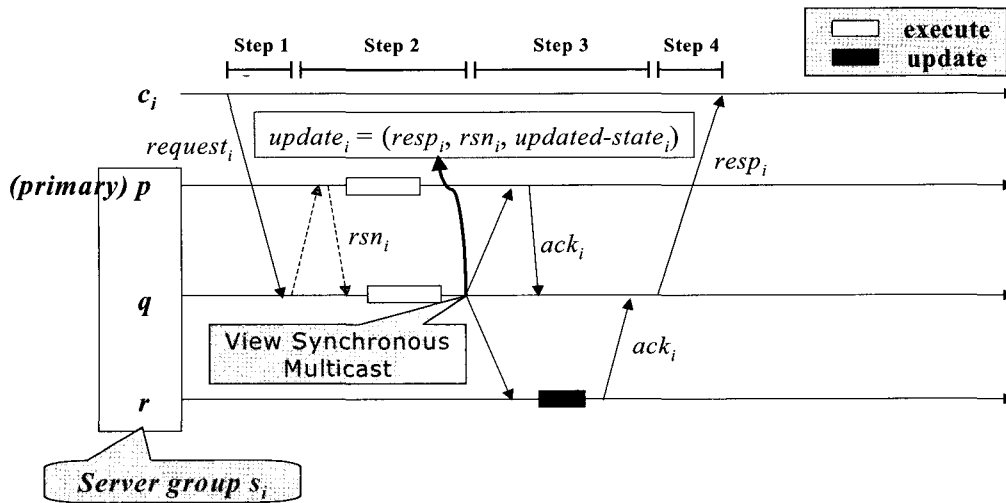 Step 1 Step 2 Step 3 Step 4
execute
update
c_i
update_i = (resp_i, rsn_i, updated-state_i)
request_i
resp_i
(primary) p
rsn_i
ack_i
q
View Synchronous
Multicast
ack_i
r
Server group s_i